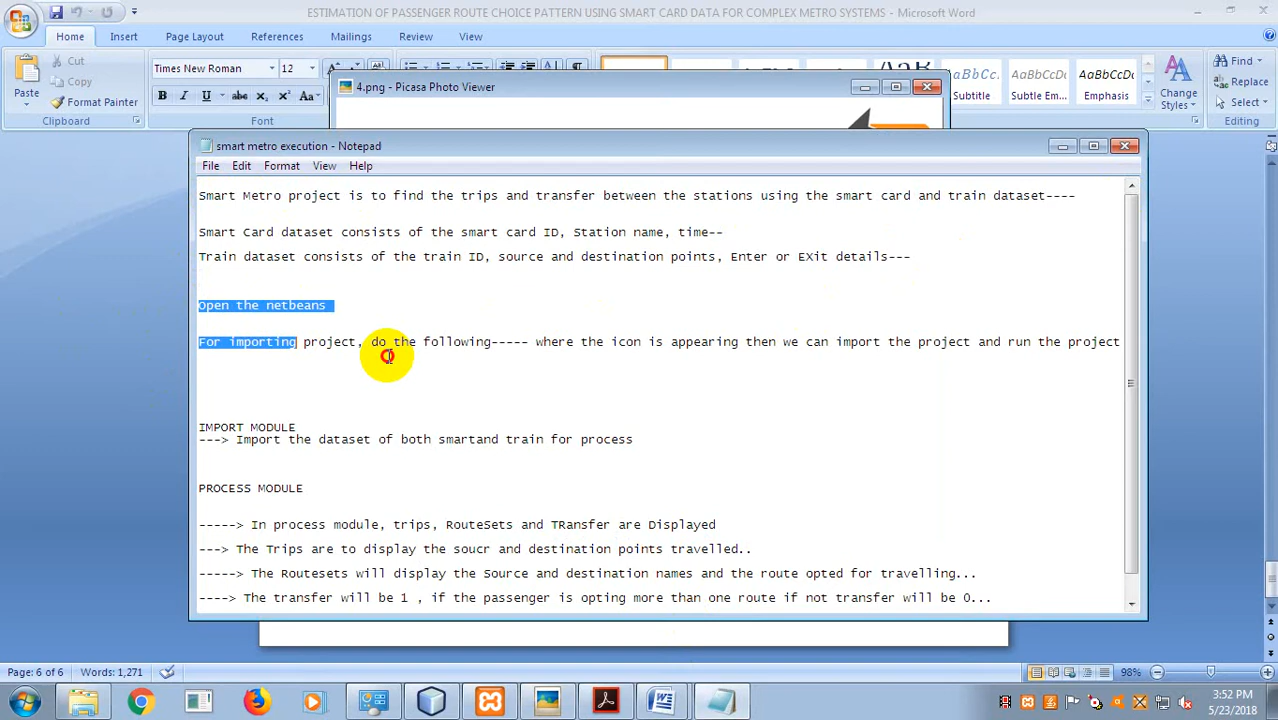 ESTIMATION OF PASSENGER ROUTE CHOICE PATTERN USING SMART CARD DATA FOR COMPLEX METRO SYSTEMS - Microsoft Word
Home Insert Page Layout References Mailings Review View
Paste
Cut
Copy
Format Painter
Clipboard
Times New Roman 12
B I U abc X₂ X² Aa
Font
AaBbCc. AaBbCcDc AaBbCcDc
Subtitle Subtle Em... Emphasis
Change
Styles
Find
Replace
Select
Editing
4.png - Picasa Photo Viewer
smart metro execution - Notepad
File Edit Format View Help
Smart Metro project is to find the trips and transfer between the stations using the smart card and train dataset----
Smart Card dataset consists of the smart card ID, Station name, time--
Train dataset consists of the train ID, source and destination points, Enter or EXit details---
Open the netbeans
For importing project, do the following----- where the icon is appearing then we can import the project and run the project
IMPORT MODULE
---> Import the dataset of both smartand train for process
PROCESS MODULE
-----> In process module, trips, RouteSets and TRansfer are Displayed
---> The Trips are to display the soucr and destination points travelled..
-----> The Routesets will display the Source and destination names and the route opted for travelling...
----> The transfer will be 1 , if the passenger is opting more than one route if not transfer will be 0...
Page: 6 of 6 Words: 1,271 98%
3:52 PM
5/23/2018